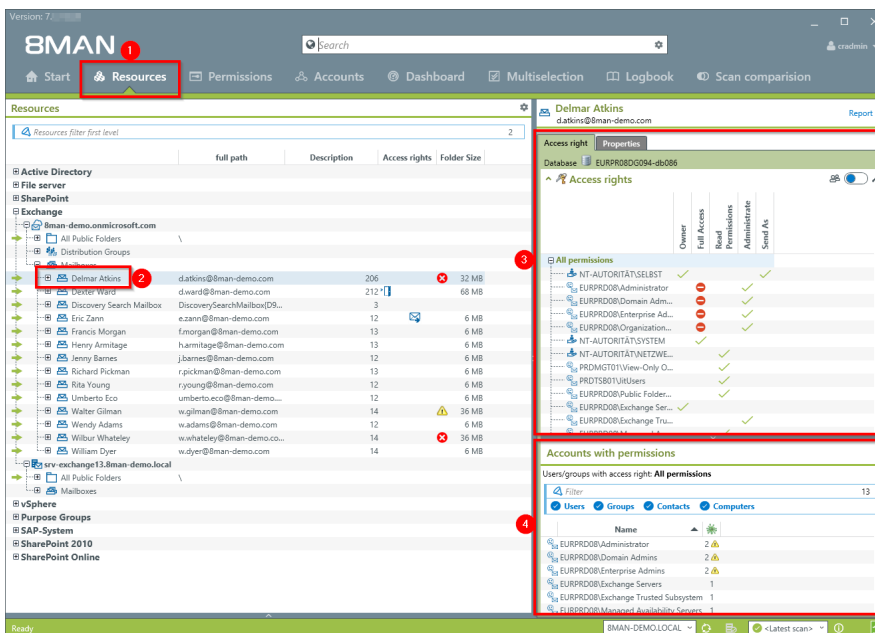 Version: 7.
8MAN
Search
cradmin
1
Start
Resources
Permissions
Accounts
Dashboard
Multiselection
Logbook
Scan comparision
Resources
Resources filter first level
2
full path Description Access rights Folder Size
Active Directory
File server
SharePoint
Exchange
8man-demo.onmicrosoft.com
All Public Folders \
Distribution Groups
Mailboxes
Delmar Atkins d.atkins@8man-demo.com 206 32 MB
2
Dexter Ward d.ward@8man-demo.com 212 * 68 MB
Discovery Search Mailbox DiscoverySearchMailbox{D9... 3
Eric Zann e.zann@8man-demo.com 12 6 MB
Francis Morgan f.morgan@8man-demo.com 13 6 MB
Henry Armitage h.armitage@8man-demo.com 13 6 MB
Jenny Barnes j.barnes@8man-demo.com 12 6 MB
Richard Pickman r.pickman@8man-demo.com 13 6 MB
Rita Young r.young@8man-demo.com 12 6 MB
Umberto Eco umberto.eco@8man-demo.... 12 6 MB
Walter Gilman w.gilman@8man-demo.com 14 36 MB
Wendy Adams w.adams@8man-demo.com 12 6 MB
Wilbur Whateley w.whateley@8man-demo.co... 14 36 MB
William Dyer w.dyer@8man-demo.com 14 6 MB
srv-exchange13.8man-demo.local
All Public Folders \
Mailboxes
vSphere
Purpose Groups
SAP-System
SharePoint 2010
SharePoint Online
Delmar Atkins
d.atkins@8man-demo.com
Report
Access right Properties
Database EURPR08DG094-db086
Access rights
Owner
Full Access
Read Permissions
Administrate
Send As
3
All permissions
NT-AUTORITÄT\SELBST
EURPRD08\Administrator
EURPRD08\Domain Adm...
EURPRD08\Enterprise Ad...
EURPRD08\Organization...
NT-AUTORITÄT\SYSTEM
NT-AUTORITÄT\NETZWE...
PRDMGT01\View-Only O...
PRDTSB01\JitUsers
EURPRD08\Public Folder...
EURPRD08\Exchange Ser...
EURPRD08\Exchange Tru...
Accounts with permissions
Users/groups with access right: All permissions
Filter
13
Users Groups Contacts Computers
4
Name
EURPRD08\Administrator 2
EURPRD08\Domain Admins 2
EURPRD08\Enterprise Admins 2
EURPRD08\Exchange Servers 1
EURPRD08\Exchange Trusted Subsystem 1
EURPRD08\Managed Availability Servers 1
Ready
8MAN-DEMO.LOCAL
<Latest scan>